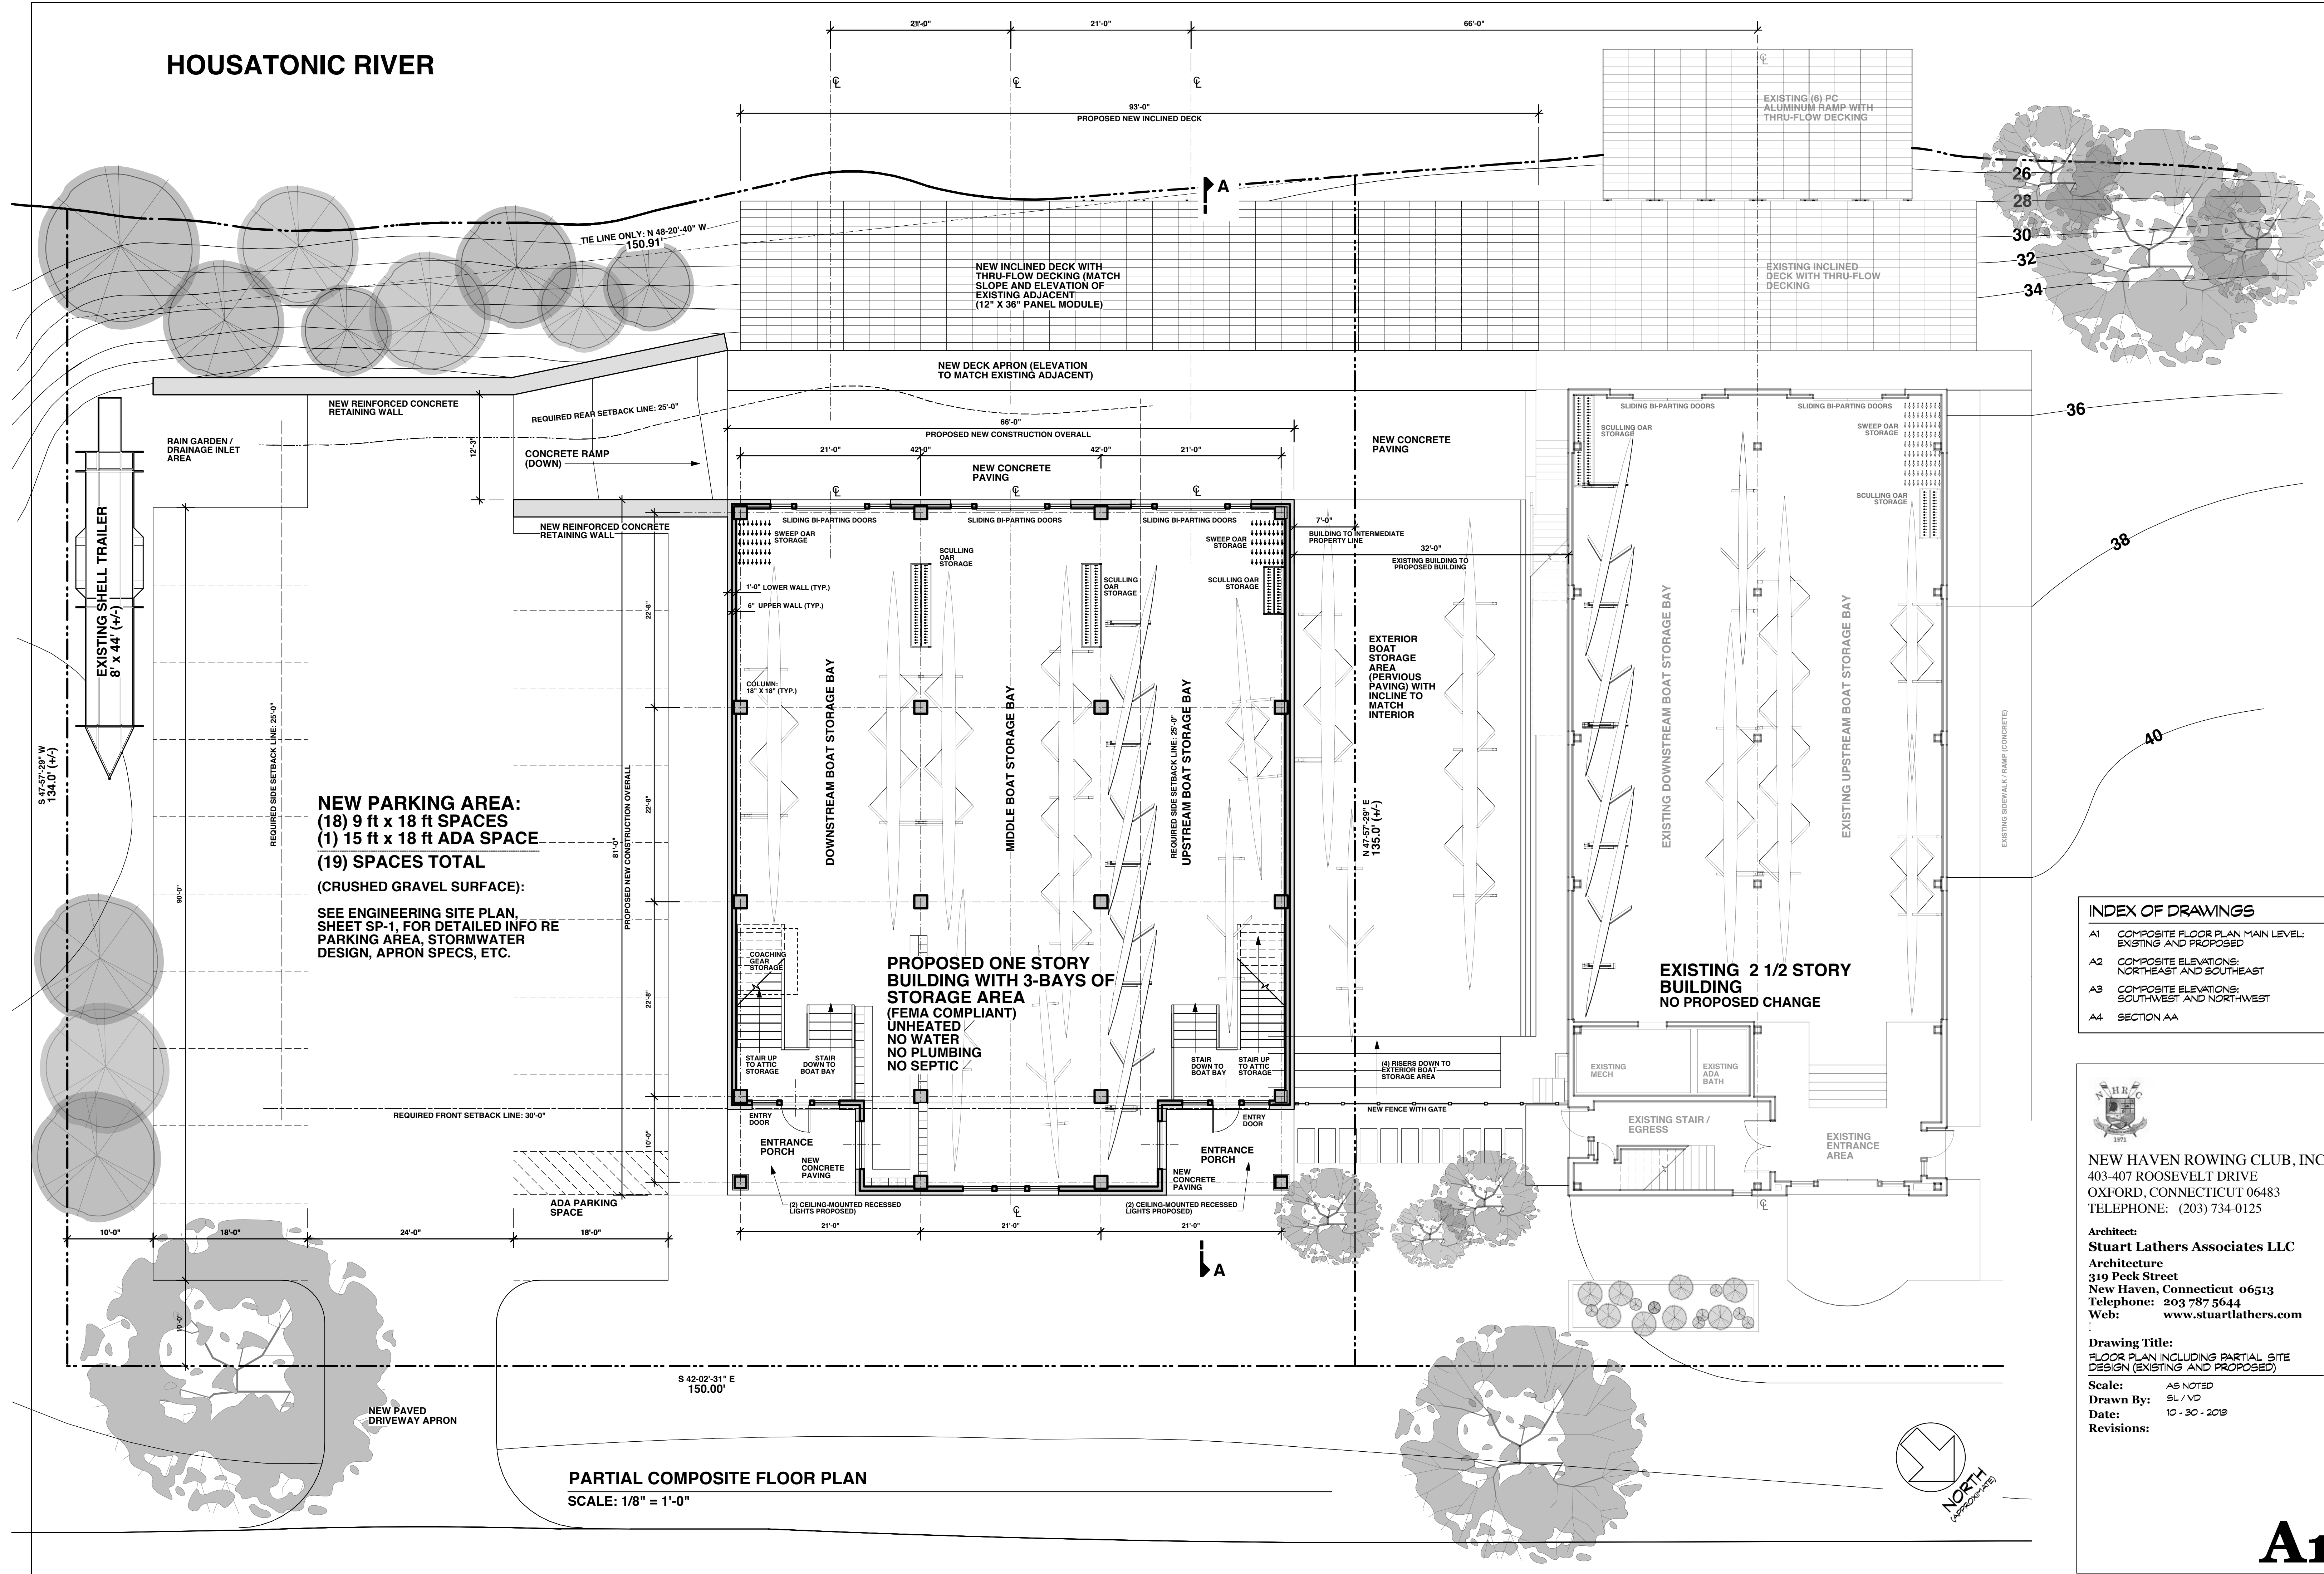 21'-0"
21'-0"
66'-0"
HOUSATONIC RIVER
93'-0"
PROPOSED NEW INCLINED DECK
EXISTING (6) PC
ALUMINUM RAMP WITH
THRU-FLOW DECKING
A
26
28
30
32
34
TIE LINE ONLY: N 48-20'-40" W
150.91'
NEW INCLINED DECK WITH
THRU-FLOW DECKING (MATCH
SLOPE AND ELEVATION OF
EXISTING ADJACENT
(12" X 36" PANEL MODULE)
EXISTING INCLINED
DECK WITH THRU-FLOW
DECKING
NEW DECK APRON (ELEVATION
TO MATCH EXISTING ADJACENT)
NEW REINFORCED CONCRETE
RETAINING WALL
REQUIRED REAR SETBACK LINE: 25'-0"
66'-0"
PROPOSED NEW CONSTRUCTION OVERALL
RAIN GARDEN /
DRAINAGE INLET
AREA
12'-3"
CONCRETE RAMP
(DOWN)
21'-0"
42'-0"
42'-0"
21'-0"
NEW CONCRETE
PAVING
NEW CONCRETE
PAVING
SLIDING BI-PARTING DOORS
SLIDING BI-PARTING DOORS
SCULLING OAR
STORAGE
SWEEP OAR
STORAGE
SCULLING OAR
STORAGE
36
38
40
NEW REINFORCED CONCRETE
RETAINING WALL
SLIDING BI-PARTING DOORS
SLIDING BI-PARTING DOORS
SLIDING BI-PARTING DOORS
SWEEP OAR
STORAGE
SCULLING
OAR
STORAGE
SCULLING
OAR
STORAGE
SWEEP OAR
STORAGE
SCULLING OAR
STORAGE
7'-0"
BUILDING TO INTERMEDIATE
PROPERTY LINE
32'-0"
EXISTING BUILDING TO
PROPOSED BUILDING
1'-0" LOWER WALL (TYP.)
6" UPPER WALL (TYP.)
COLUMN:
18" X 18" (TYP.)
EXISTING SHELL TRAILER
8' x 44' (+/-)
S 47-57'-29" W
134.0' (+/-)
REQUIRED SIDE SETBACK LINE: 25'-0"
90'-0"
10'-0"
81'-0"
PROPOSED NEW CONSTRUCTION OVERALL
22'-8"
22'-8"
22'-8"
10'-0"
DOWNSTREAM BOAT STORAGE BAY
MIDDLE BOAT STORAGE BAY
REQUIRED SIDE SETBACK LINE: 25'-0"
UPSTREAM BOAT STORAGE BAY
EXTERIOR
BOAT
STORAGE
AREA
(PERVIOUS
PAVING) WITH
INCLINE TO
MATCH
INTERIOR
N 47-57'-29" E
135.0' (+/-)
EXISTING DOWNSTREAM BOAT STORAGE BAY
EXISTING UPSTREAM BOAT STORAGE BAY
EXISTING SIDEWALK / RAMP (CONCRETE)
NEW PARKING AREA:
(18) 9 ft x 18 ft SPACES
(1) 15 ft x 18 ft ADA SPACE
(19) SPACES TOTAL
(CRUSHED GRAVEL SURFACE):
SEE ENGINEERING SITE PLAN,
SHEET SP-1, FOR DETAILED INFO RE
PARKING AREA, STORMWATER
DESIGN, APRON SPECS, ETC.
COACHING
GEAR
STORAGE
PROPOSED ONE STORY
BUILDING WITH 3-BAYS OF
STORAGE AREA
(FEMA COMPLIANT)
UNHEATED
NO WATER
NO PLUMBING
NO SEPTIC
STAIR UP
TO ATTIC
STORAGE
STAIR
DOWN TO
BOAT BAY
STAIR
DOWN TO
BOAT BAY
STAIR UP
TO ATTIC
STORAGE
(4) RISERS DOWN TO
EXTERIOR BOAT
STORAGE AREA
EXISTING 2 1/2 STORY
BUILDING
NO PROPOSED CHANGE
EXISTING
MECH
EXISTING
ADA
BATH
NEW FENCE WITH GATE
EXISTING STAIR /
EGRESS
EXISTING
ENTRANCE
AREA
REQUIRED FRONT SETBACK LINE: 30'-0"
ENTRY
DOOR
ENTRANCE
PORCH
NEW
CONCRETE
PAVING
ENTRY
DOOR
ENTRANCE
PORCH
NEW
CONCRETE
PAVING
ADA PARKING
SPACE
(2) CEILING-MOUNTED RECESSED
LIGHTS PROPOSED)
(2) CEILING-MOUNTED RECESSED
LIGHTS PROPOSED)
10'-0"
18'-0"
24'-0"
18'-0"
21'-0"
21'-0"
21'-0"
A
S 42-02'-31" E
150.00'
NEW PAVED
DRIVEWAY APRON
PARTIAL COMPOSITE FLOOR PLAN
SCALE: 1/8" = 1'-0"
NORTH
(APPROXIMATE)
INDEX OF DRAWINGS
A1 COMPOSITE FLOOR PLAN MAIN LEVEL:
EXISTING AND PROPOSED
A2 COMPOSITE ELEVATIONS:
NORTHEAST AND SOUTHEAST
A3 COMPOSITE ELEVATIONS:
SOUTHWEST AND NORTHWEST
A4 SECTION AA
N H R C
1971
NEW HAVEN ROWING CLUB, INC
403-407 ROOSEVELT DRIVE
OXFORD, CONNECTICUT 06483
TELEPHONE: (203) 734-0125
Architect:
Stuart Lathers Associates LLC
Architecture
319 Peck Street
New Haven, Connecticut 06513
Telephone: 203 787 5644
Web: www.stuartlathers.com
Drawing Title:
FLOOR PLAN INCLUDING PARTIAL SITE
DESIGN (EXISTING AND PROPOSED)
Scale: AS NOTED
Drawn By: SL / VD
Date: 10 - 30 - 2019
Revisions:
A1